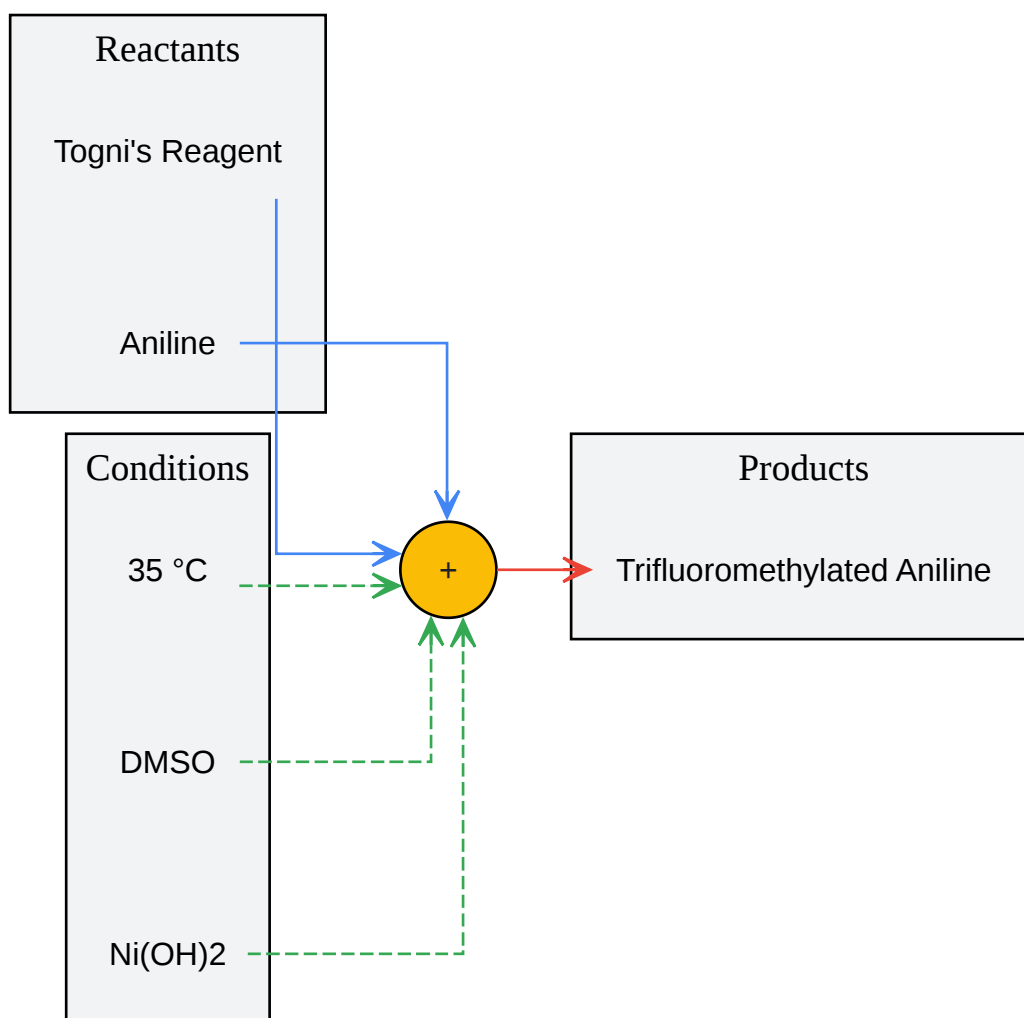 Reactants
Togni's Reagent
Aniline
Conditions
35 °C
DMSO
Ni(OH)2
+
Products
Trifluoromethylated Aniline